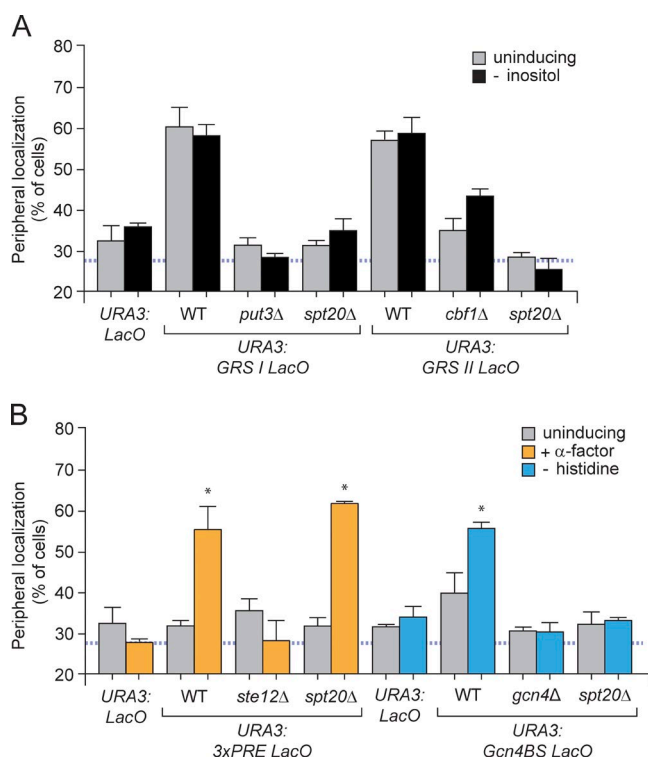 A
80
70
60
50
40
30
20
Peripheral localization
(% of cells)
uninducing
- inositol
URA3:
LacO
WT
put3Δ
spt20Δ
WT
cbf1Δ
spt20Δ
URA3:
GRS I LacO
URA3:
GRS II LacO
B
80
70
60
50
40
30
20
Peripheral localization
(% of cells)
uninducing
+ α-factor
- histidine
*
*
*
URA3:
LacO
WT
ste12Δ
spt20Δ
URA3:
LacO
WT
gcn4Δ
spt20Δ
URA3:
3xPRE LacO
URA3:
Gcn4BS LacO